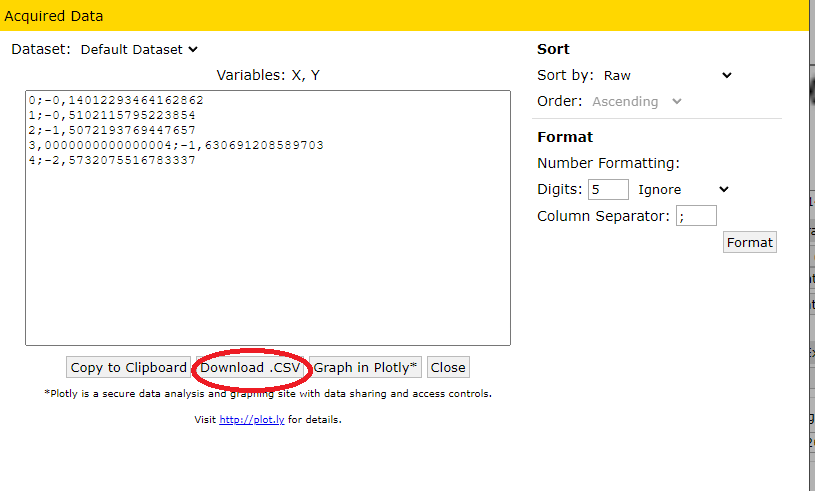 Acquired Data
Dataset: Default Dataset
Variables: X, Y
0;-0,14012293464162862
1;-0,5102115795223854
2;-1,5072193769447657
3,0000000000000004;-1,630691208589703
4;-2,5732075516783337
Copy to Clipboard Download .CSV Graph in Plotly* Close
*Plotly is a secure data analysis and graphing site with data sharing and access controls.
Visit http://plot.ly for details.
Sort
Sort by: Raw
Order: Ascending
Format
Number Formatting:
Digits: 5 Ignore
Column Separator: ;
Format